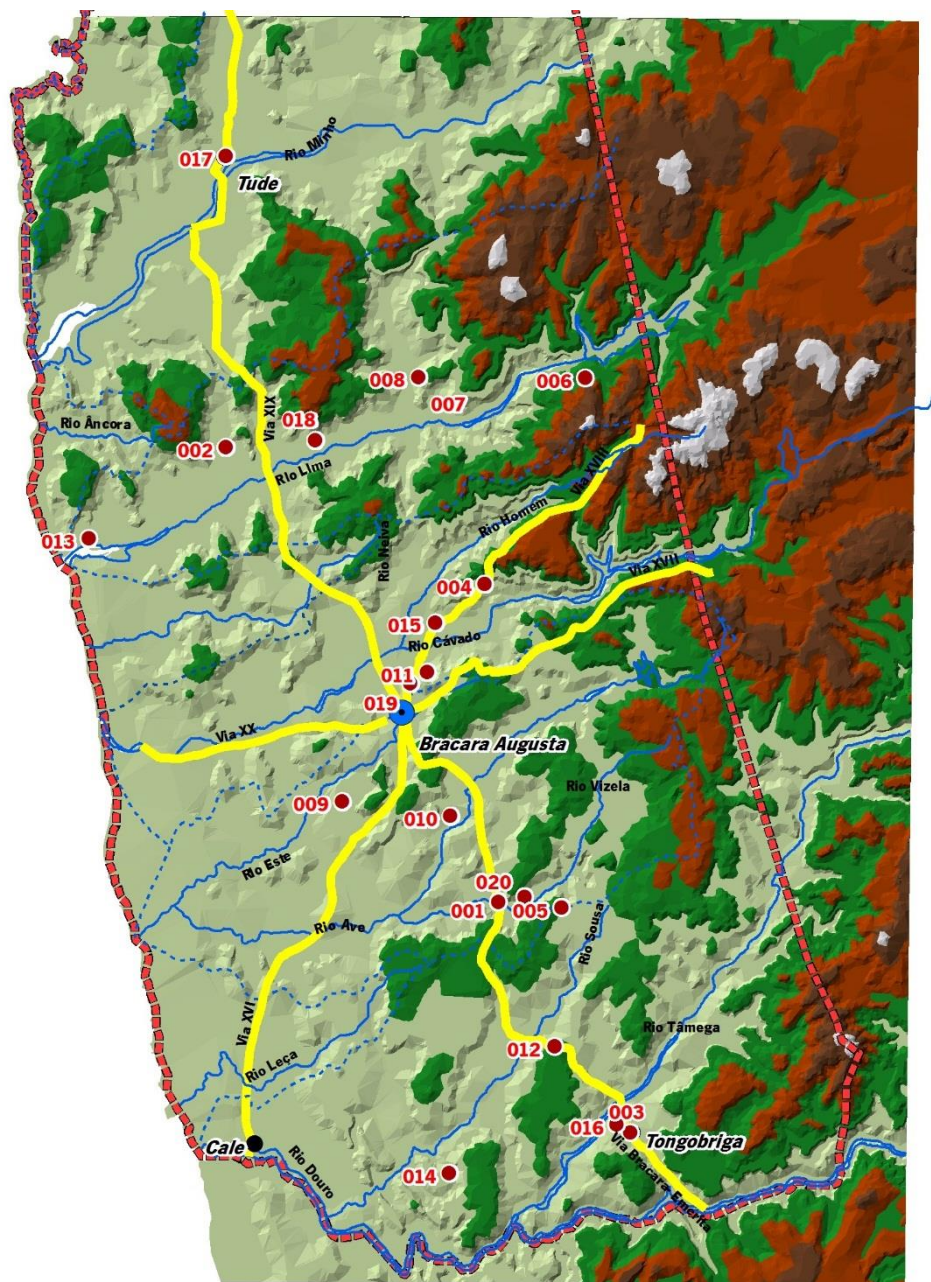 Rio Minho
017
Tude
008
006
007
Via XIX
018
Rio Âncora
002
Rio Lima
Via XVIII
Rio Homem
013
Rio Neiva
004
Via XVII
015
Rio Cávado
011
019
Via XX
Bracara Augusta
Rio Vizela
009
010
Rio Este
020
001
005
Rio Ave
Rio Sousa
Via XVI
Rio Tâmega
012
Rio Leça
003
016
Tongobriga
Cale
Via Bracara-Emerita
Rio Douro
014